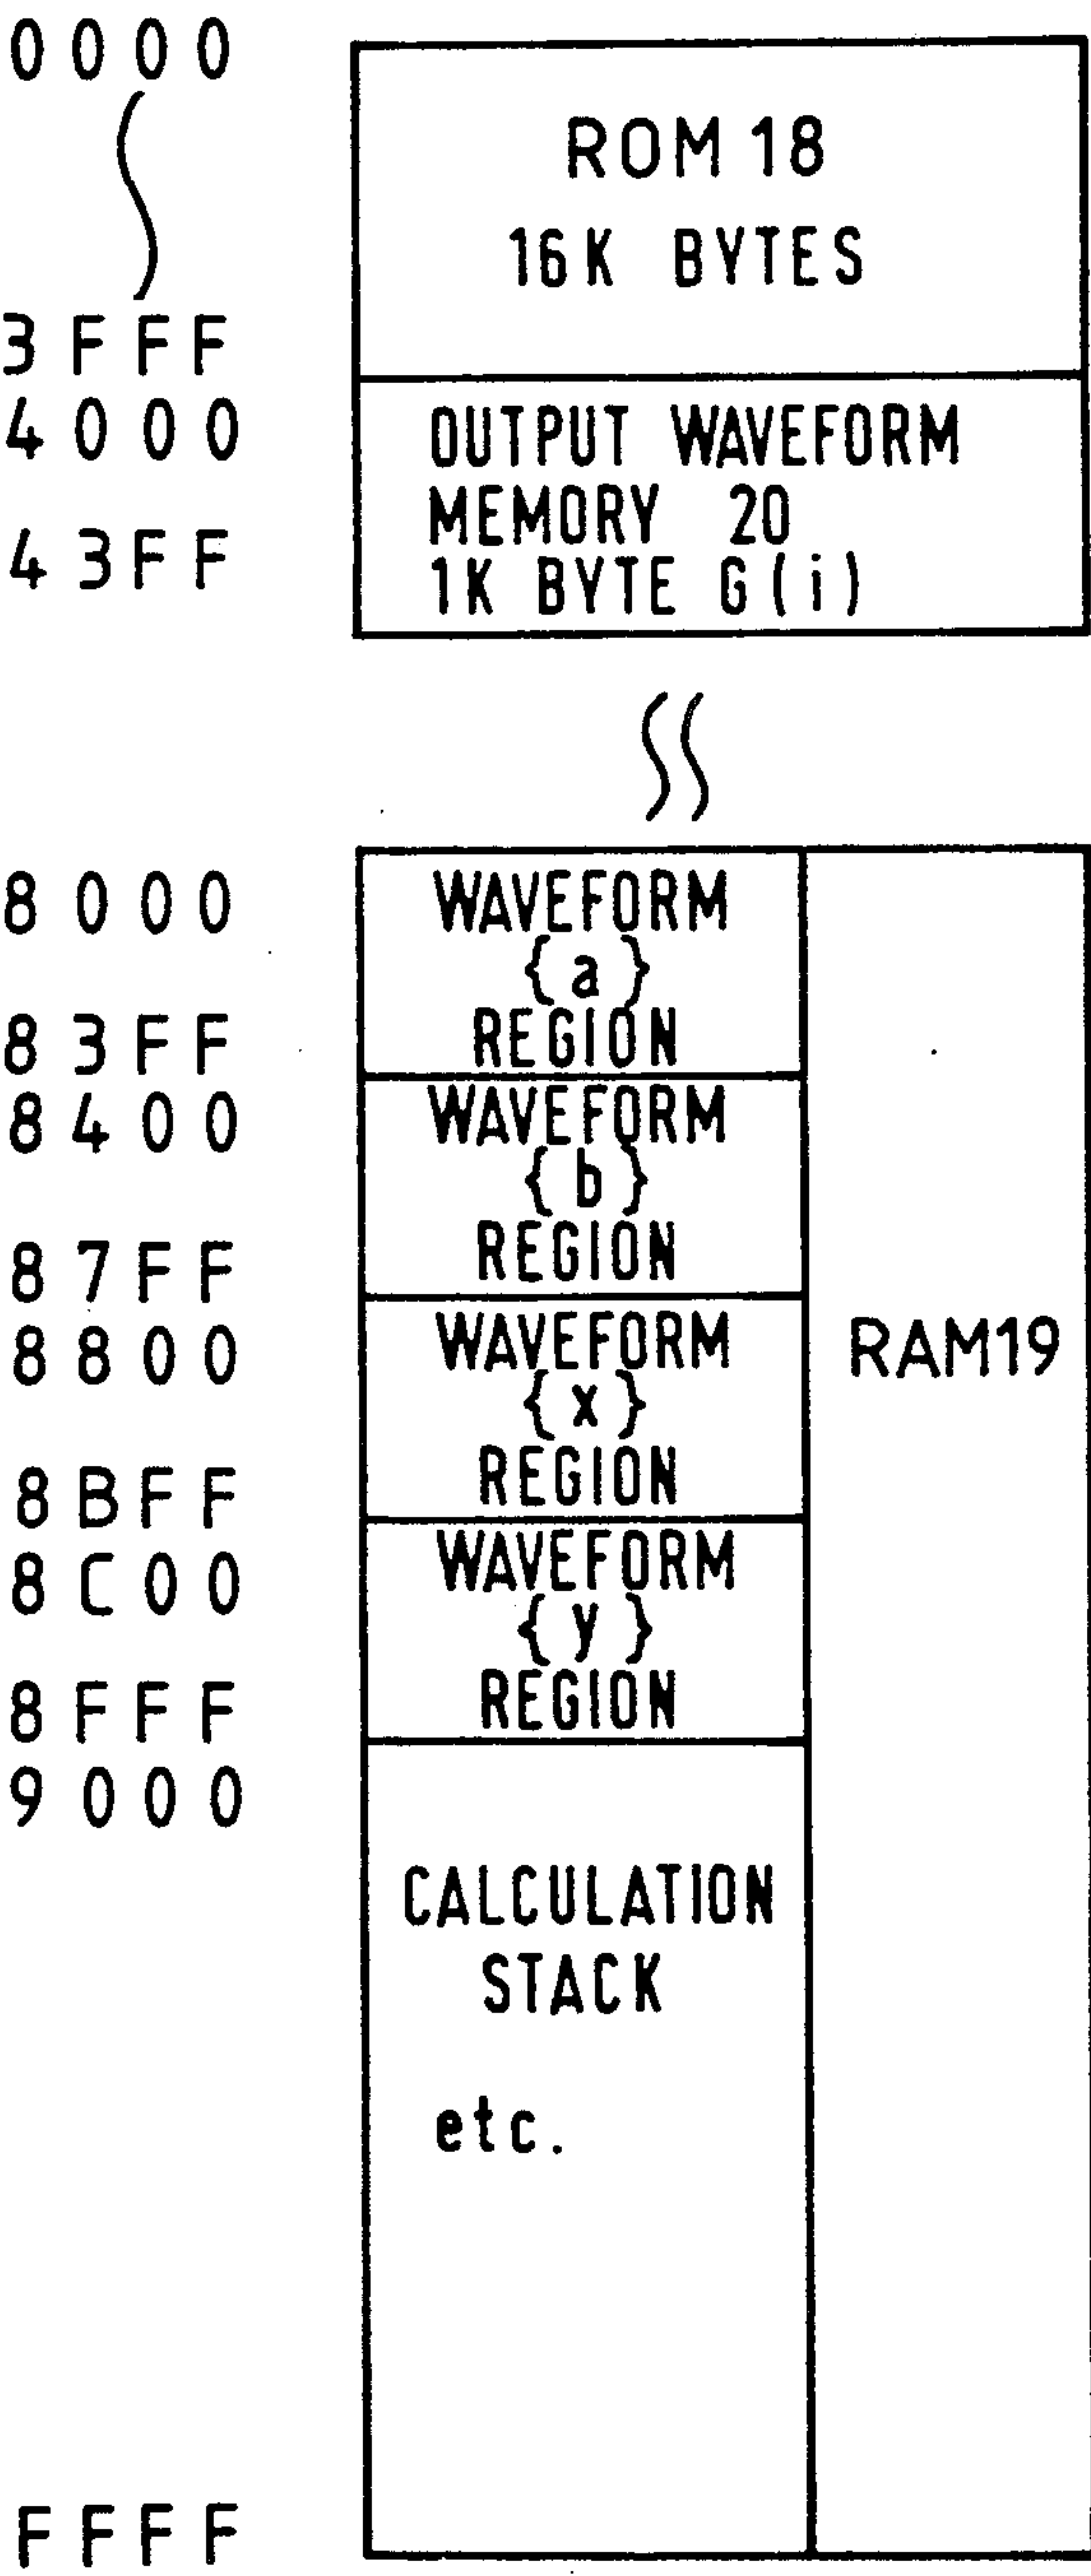 0000
ROM 18
16K BYTES
3FFF
4000
OUTPUT WAVEFORM
MEMORY 20
43FF
1K BYTE G(i)
8000
WAVEFORM
{a}
REGION
83FF
8400
WAVEFORM
{b}
REGION
87FF
8800
WAVEFORM
{x}
REGION
RAM19
8BFF
8C00
WAVEFORM
{y}
REGION
8FFF
9000
CALCULATION
STACK
etc.
FFFF